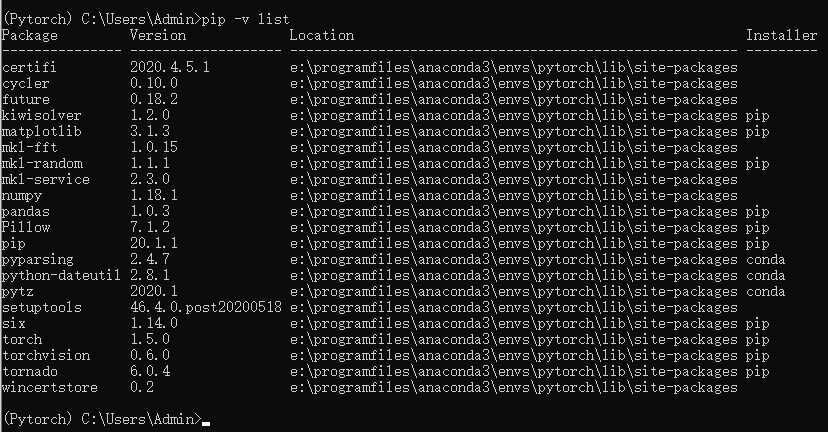 (Pytorch) C:\Users\Admin>pip -v list
Package Version Location Installer
--------------- ------------------- -------------------------------------------------------- ---------
certifi 2020.4.5.1 e:\programfiles\anaconda3\envs\pytorch\lib\site-packages
cycler 0.10.0 e:\programfiles\anaconda3\envs\pytorch\lib\site-packages
future 0.18.2 e:\programfiles\anaconda3\envs\pytorch\lib\site-packages
kiwisolver 1.2.0 e:\programfiles\anaconda3\envs\pytorch\lib\site-packages pip
matplotlib 3.1.3 e:\programfiles\anaconda3\envs\pytorch\lib\site-packages pip
mkl-fft 1.0.15 e:\programfiles\anaconda3\envs\pytorch\lib\site-packages
mkl-random 1.1.1 e:\programfiles\anaconda3\envs\pytorch\lib\site-packages pip
mkl-service 2.3.0 e:\programfiles\anaconda3\envs\pytorch\lib\site-packages
numpy 1.18.1 e:\programfiles\anaconda3\envs\pytorch\lib\site-packages
pandas 1.0.3 e:\programfiles\anaconda3\envs\pytorch\lib\site-packages pip
Pillow 7.1.2 e:\programfiles\anaconda3\envs\pytorch\lib\site-packages pip
pip 20.1.1 e:\programfiles\anaconda3\envs\pytorch\lib\site-packages pip
pyparsing 2.4.7 e:\programfiles\anaconda3\envs\pytorch\lib\site-packages conda
python-dateutil 2.8.1 e:\programfiles\anaconda3\envs\pytorch\lib\site-packages conda
pytz 2020.1 e:\programfiles\anaconda3\envs\pytorch\lib\site-packages conda
setuptools 46.4.0.post20200518 e:\programfiles\anaconda3\envs\pytorch\lib\site-packages
six 1.14.0 e:\programfiles\anaconda3\envs\pytorch\lib\site-packages pip
torch 1.5.0 e:\programfiles\anaconda3\envs\pytorch\lib\site-packages pip
torchvision 0.6.0 e:\programfiles\anaconda3\envs\pytorch\lib\site-packages pip
tornado 6.0.4 e:\programfiles\anaconda3\envs\pytorch\lib\site-packages pip
wincertstore 0.2 e:\programfiles\anaconda3\envs\pytorch\lib\site-packages
(Pytorch) C:\Users\Admin>